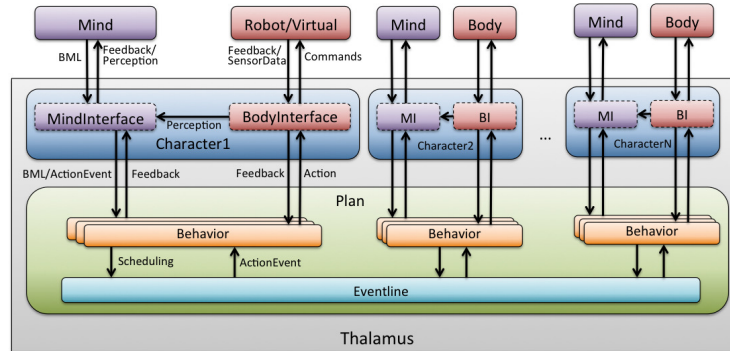 Mind
Robot/Virtual
Mind
Body
Mind
Body
BML
Feedback/
Perception
Feedback/
SensorData
Commands
MindInterface
Perception
BodyInterface
Character1
MI
BI
Character2
...
MI
BI
CharacterN
BML/ActionEvent
Feedback
Feedback
Action
Plan
Behavior
Behavior
Behavior
Scheduling
ActionEvent
Eventline
Thalamus